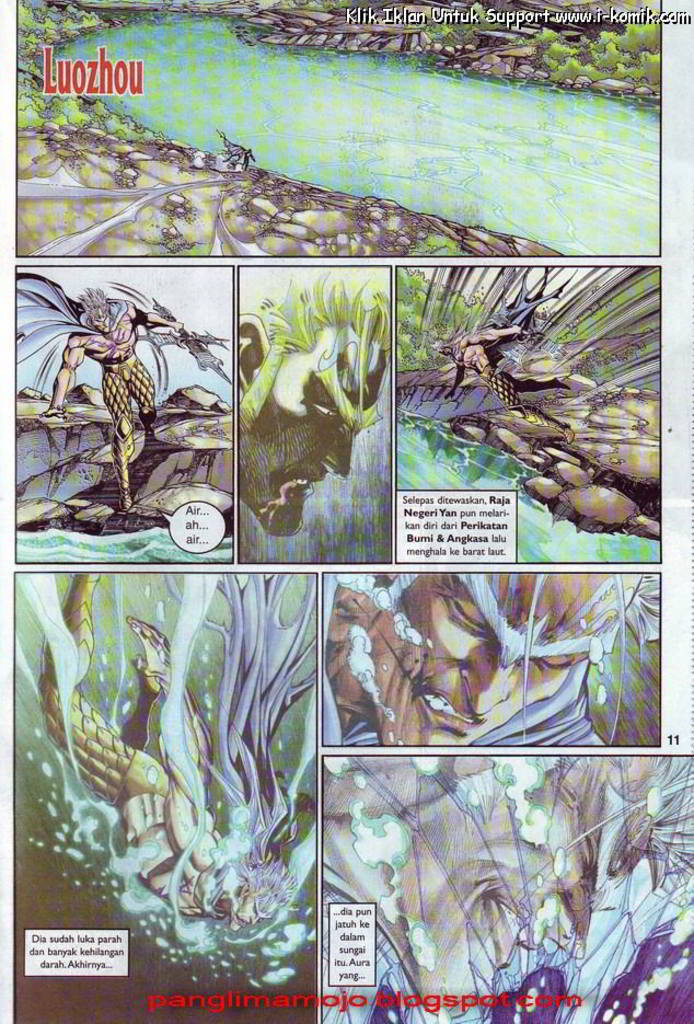 Klik Iklan Untuk Support www.i-komik.com
Luozhou
Air...
ah...
air...
Selepas ditewaskan, Raja
Negeri Yan pun melari-
kan diri dari Perikatan
Bumi & Angkasa lalu
menghala ke barat laut.
11
Dia sudah luka parah
dan banyak kehilangan
darah. Akhirnya...
...dia pun
jatuh ke
dalam
sungai
itu. Aura
yang...
panglimamojo.blogspot.com